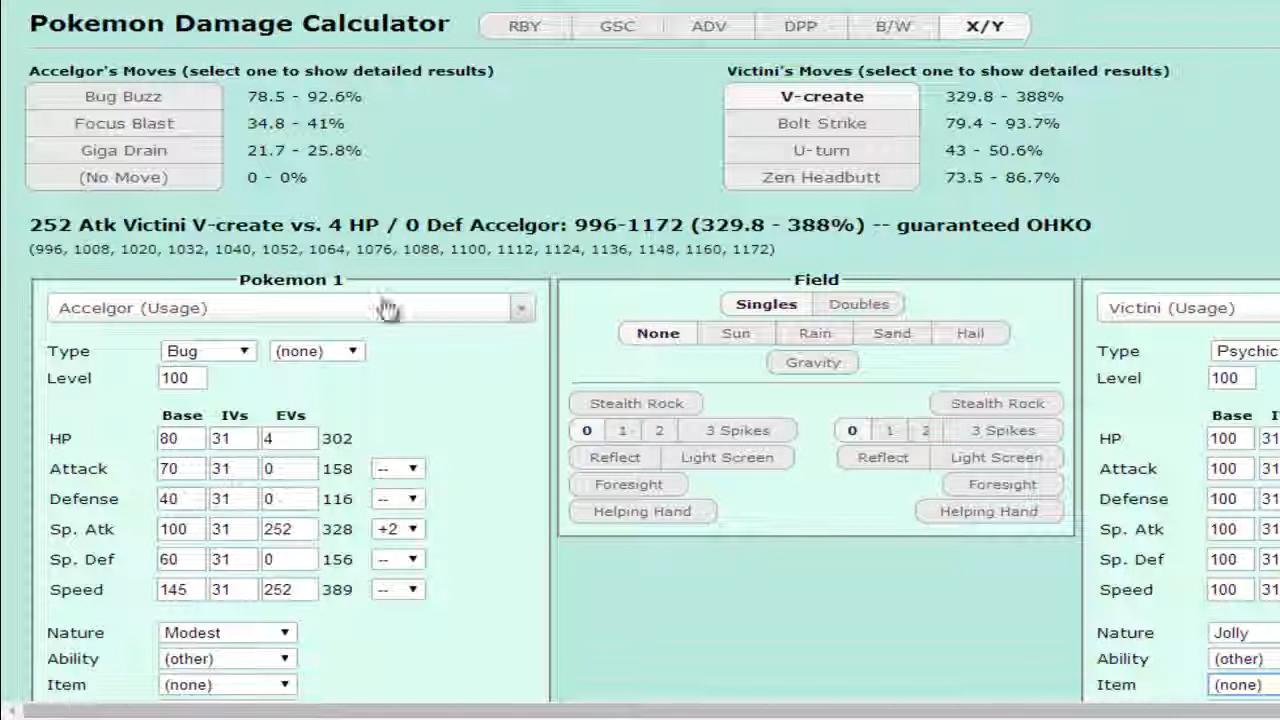 Pokemon Damage Calculator RBY GSC ADV DPP B/W X/Y
Accelgor's Moves (select one to show detailed results) Victini's Moves (select one to show detailed results)
Bug Buzz 78.5 - 92.6% V-create 329.8 - 388%
Focus Blast 34.8 - 41% Bolt Strike 79.4 - 93.7%
Giga Drain 21.7 - 25.8% U-turn 43 - 50.6%
(No Move) 0 - 0% Zen Headbutt 73.5 - 86.7%
252 Atk Victini V-create vs. 4 HP / 0 Def Accelgor: 996-1172 (329.8 - 388%) -- guaranteed OHKO
(996, 1008, 1020, 1032, 1040, 1052, 1064, 1076, 1088, 1100, 1112, 1124, 1136, 1148, 1160, 1172)
Pokemon 1 Field
Accelgor (Usage) Singles Doubles Victini (Usage)
None Sun Rain Sand Hail
Type Bug (none) Gravity Type Psychic
Level 100 Level 100
Stealth Rock Stealth Rock
Base IVs EVs Base
HP 80 31 4 302 0 1 2 3 Spikes 0 1 2 3 Spikes HP 100 31
Attack 70 31 0 158 -- Reflect Light Screen Reflect Light Screen Attack 100 31
Defense 40 31 0 116 -- Foresight Foresight Defense 100 31
Sp. Atk 100 31 252 328 +2 Helping Hand Helping Hand Sp. Atk 100 31
Sp. Def 60 31 0 156 -- Sp. Def 100 31
Speed 145 31 252 389 -- Speed 100 31
Nature Modest Nature Jolly
Ability (other) Ability (other)
Item (none) Item (none)